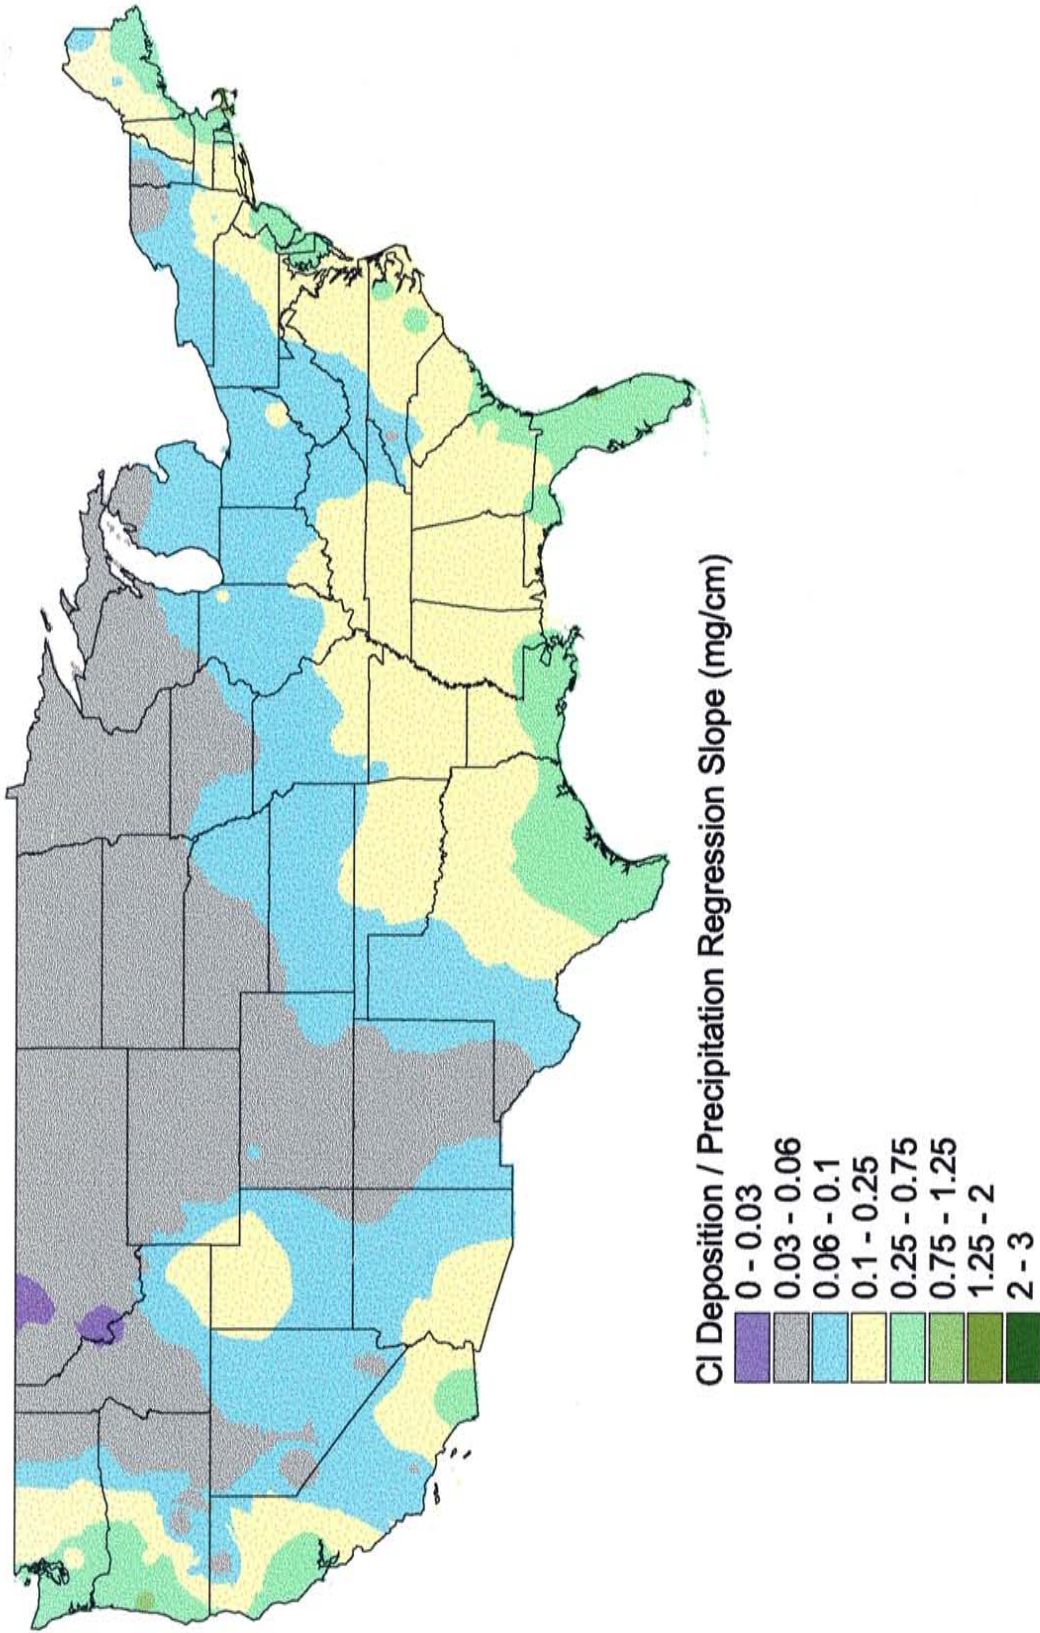 Cl Deposition / Precipitation Regression Slope (mg/cm)
0 - 0.03
0.03 - 0.06
0.06 - 0.1
0.1 - 0.25
0.25 - 0.75
0.75 - 1.25
1.25 - 2
2 - 3